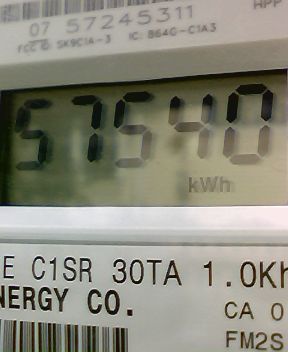 HPP
07 57245311
FCC ID: SK9C1A-3 IC: 864G-C1A3
57540
kWh
E C1SR 30TA 1.0Kh
NERGY CO.
CA 0
FM2S